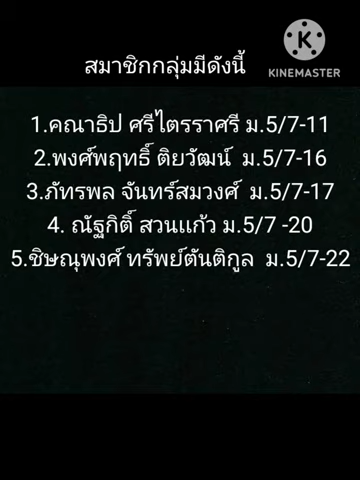 สมาชิกกลุ่มมีดังนี้
KINEMASTER
1.คณาธิป ศรีไตรราศรี ม.5/7-11
2.พงศ์พฤทธิ์ ติยวัฒน์ ม.5/7-16
3.ภัทรพล จันทร์สมวงศ์ ม.5/7-17
4. ณัฐกิติ์ สวนแก้ว ม.5/7 -20
5.ชิษณุพงศ์ ทรัพย์ตันติกูล ม.5/7-22